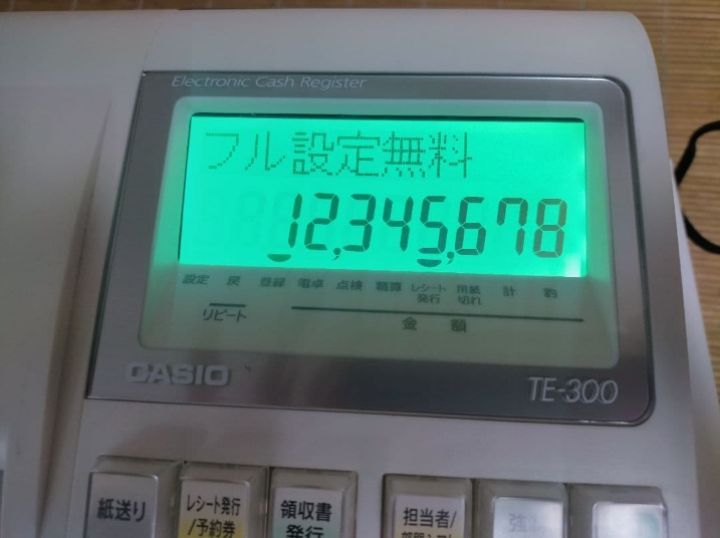 Electronic Cash Register
フル設定無料
12,345,678
設定 戻 登録 電卓 点検 精算 レシート発行 用紙切れ 計 釣
リピート 金額
CASIO TE-300
紙送り レシート発行/予約券 領収書発行 担当者/